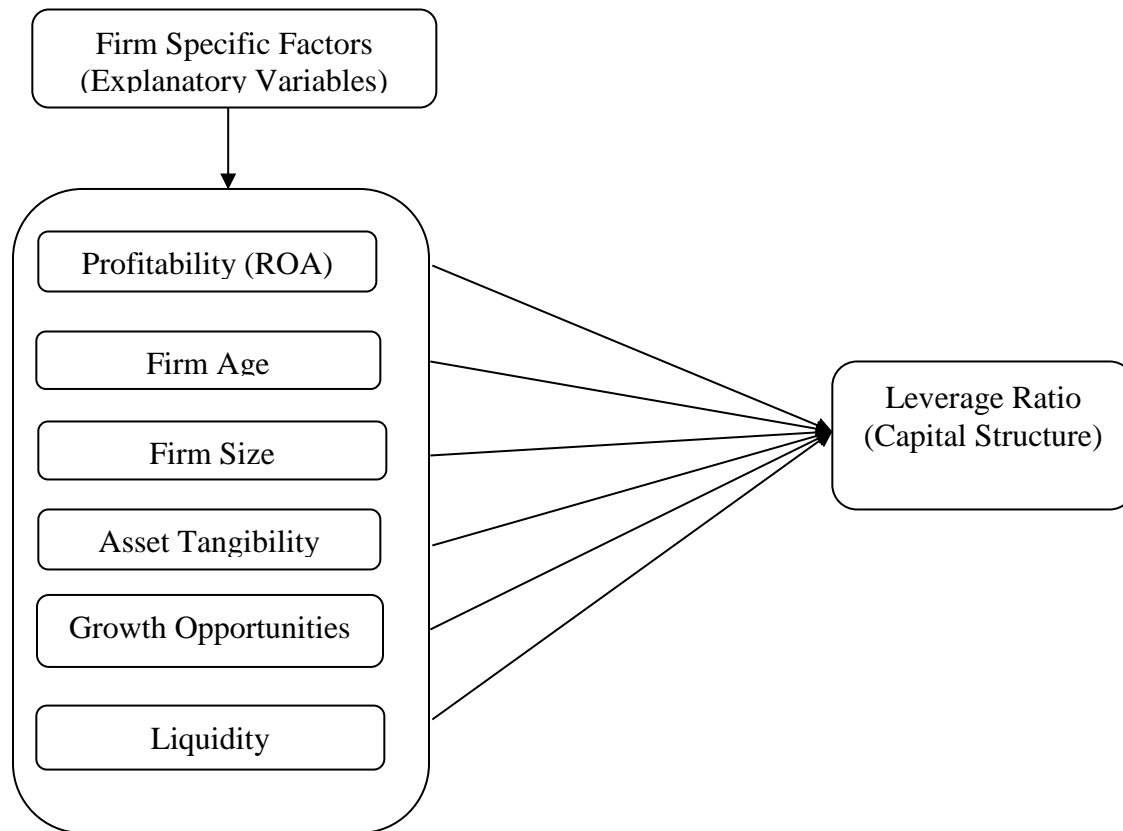 Firm Specific Factors
(Explanatory Variables)
Profitability (ROA)
Firm Age
Firm Size
Asset Tangibility
Growth Opportunities
Liquidity
Leverage Ratio
(Capital Structure)